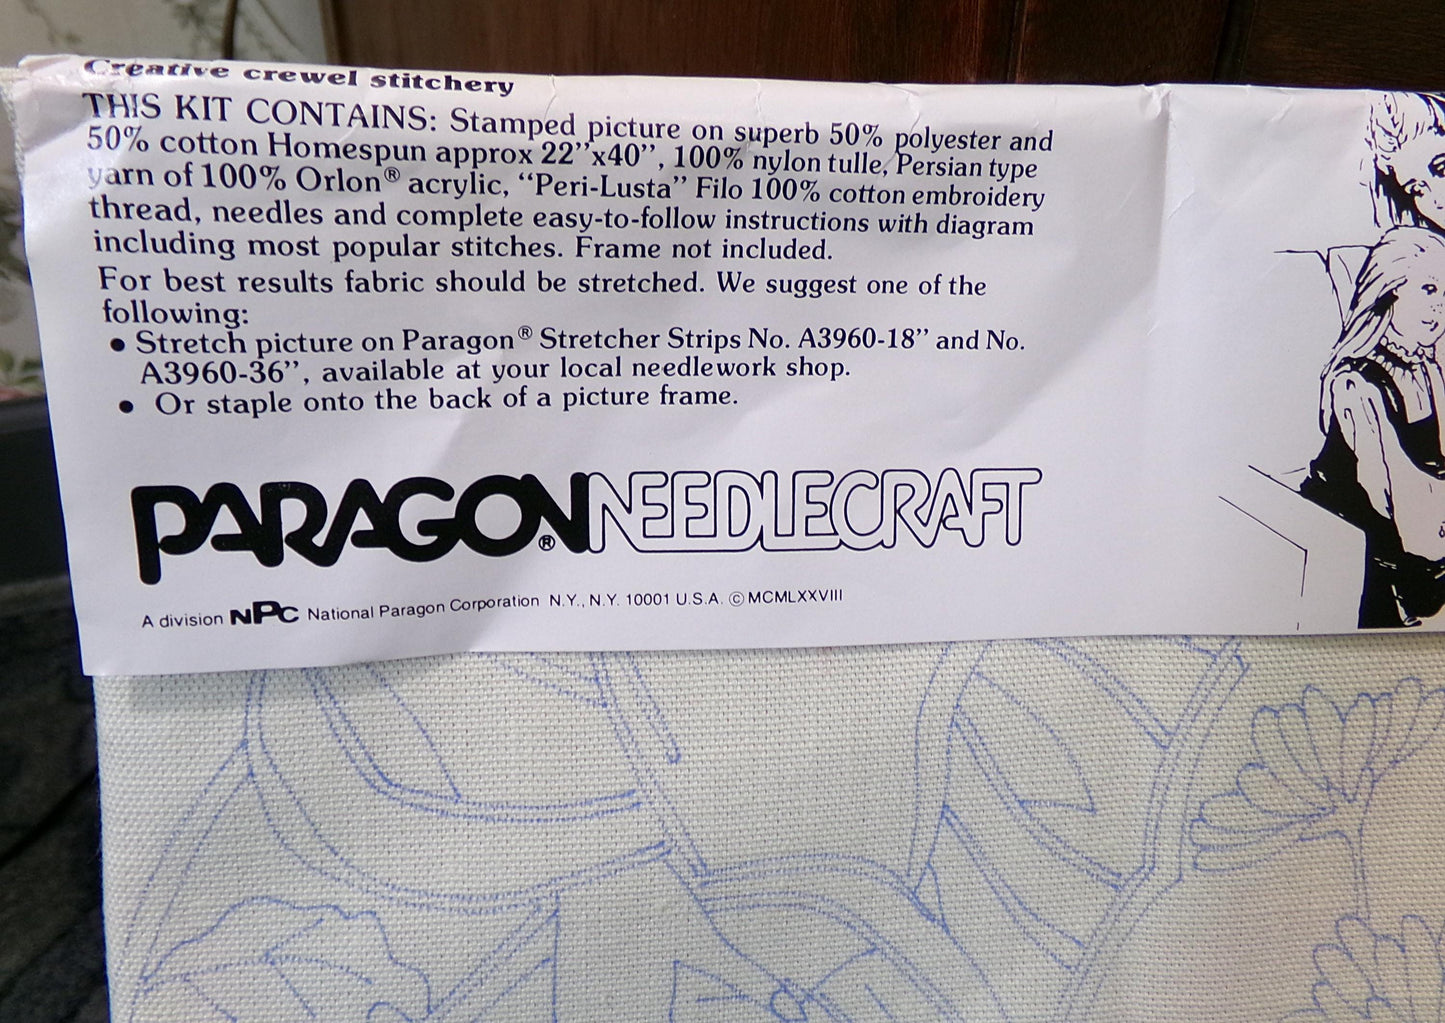 Creative crewel stitchery
THIS KIT CONTAINS: Stamped picture on superb 50% polyester and
50% cotton Homespun approx 22”x40”, 100% nylon tulle, Persian type
yarn of 100% Orlon® acrylic, “Peri-Lusta” Filo 100% cotton embroidery
thread, needles and complete easy-to-follow instructions with diagram
including most popular stitches. Frame not included.
For best results fabric should be stretched. We suggest one of the
following:
• Stretch picture on Paragon® Stretcher Strips No. A3960-18” and No.
A3960-36”, available at your local needlework shop.
• Or staple onto the back of a picture frame.
PARAGON® NEEDLECRAFT
A division NPC National Paragon Corporation N.Y., N.Y. 10001 U.S.A. © MCMLXXVIII